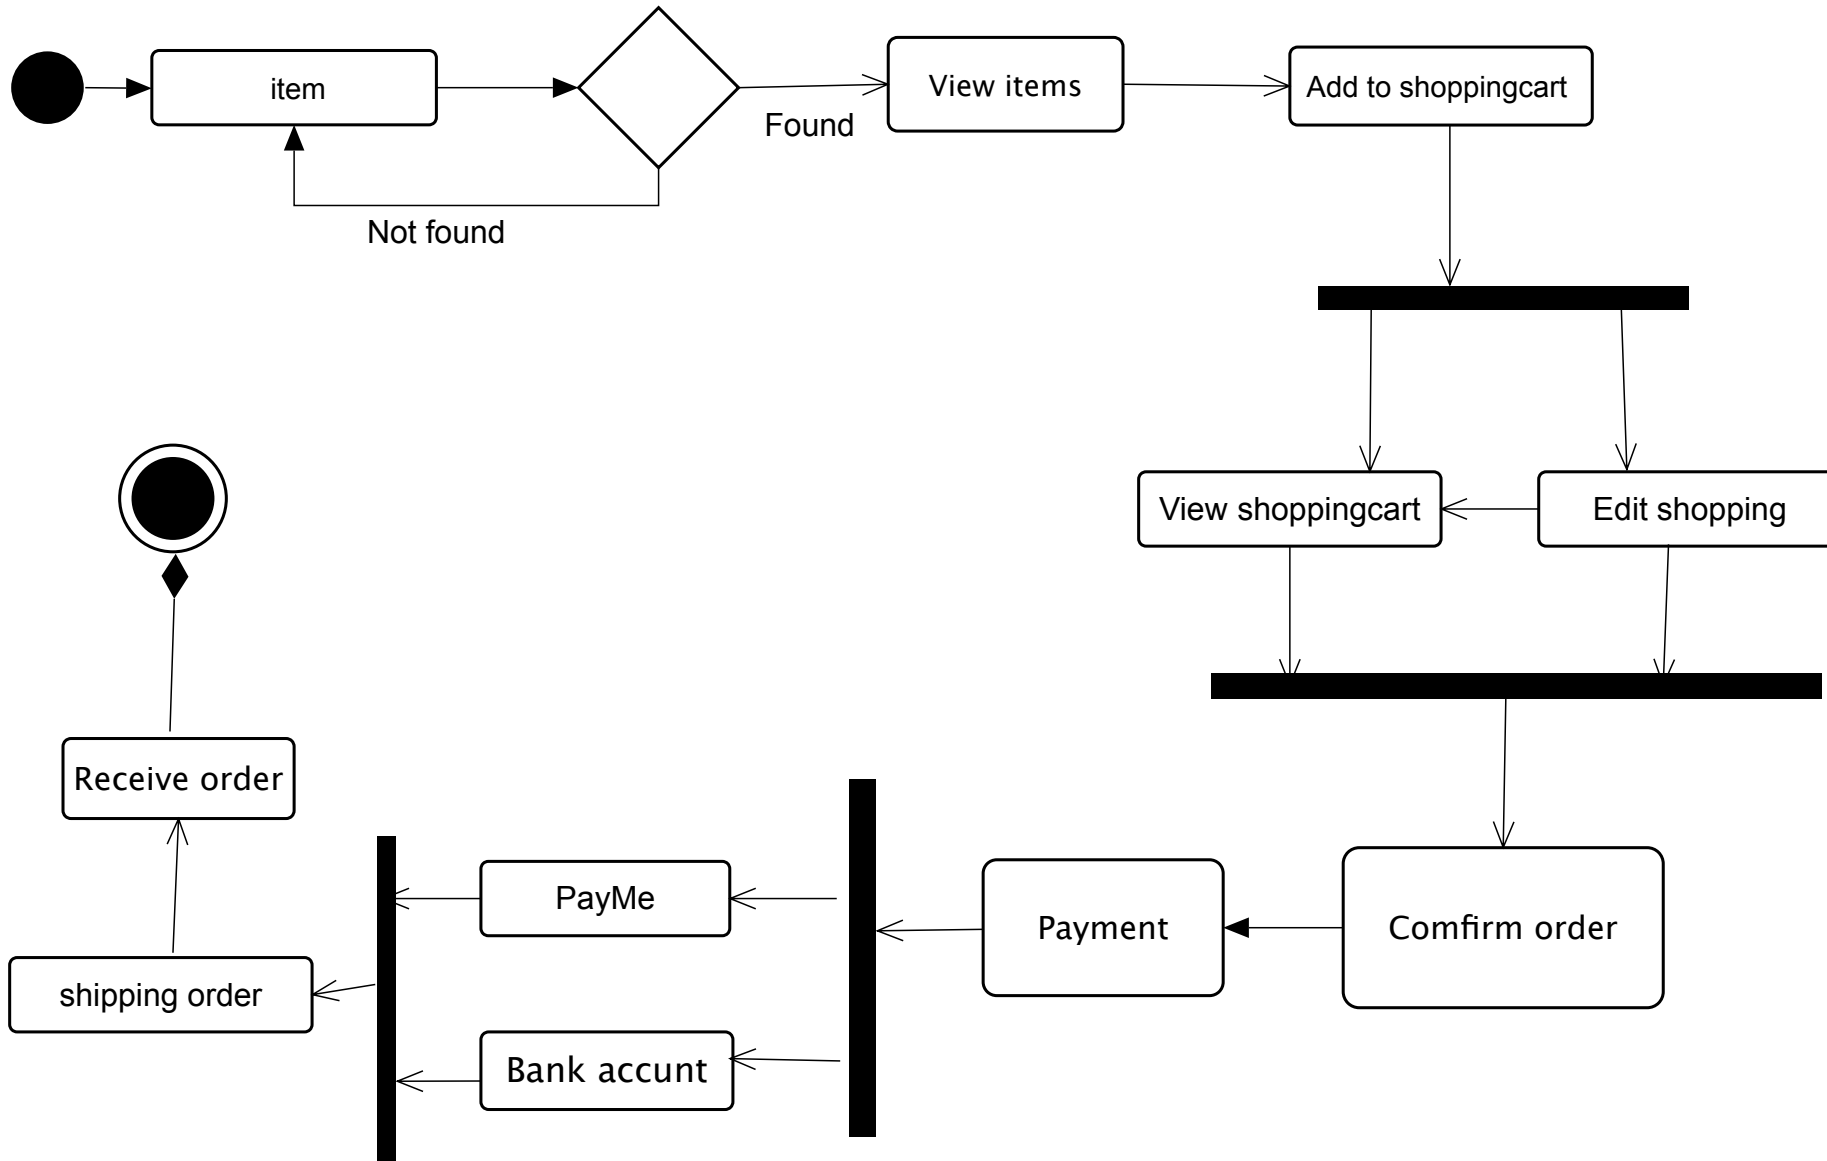 item
Found
View items
Add to shoppingcart
Not found
View shoppingcart
Edit shopping
Receive order
PayMe
Payment
Comfirm order
shipping order
Bank accunt